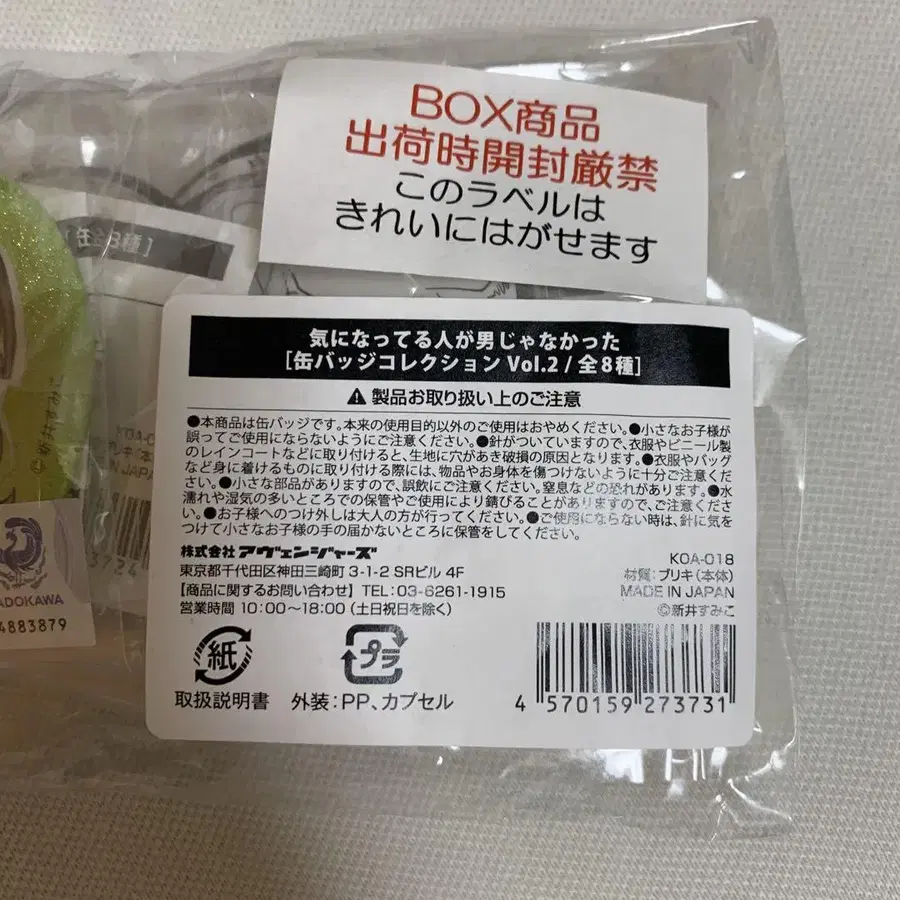 BOX商品
出荷時開封厳禁
このラベルは
きれいにはがせます
缶全8種]
気になってる人が男じゃなかった
[缶バッジコレクション Vol.2 / 全8種]
⚠製品お取り扱い上のご注意
●本商品は缶バッジです。本来の使用目的以外のご使用はおやめください。●小さなお子様が
誤ってご使用にならないようにご注意ください。●針がついていますので、衣服やビニール製
のレインコートなどに取り付けると、生地に穴があき破損の原因となります。●衣服やバッグ
など身に着けるものに取り付ける際には、物品やお身体を傷つけないように十分ご注意くださ
い。●小さな部品がありますので、誤飲にご注意ください。窒息などの恐れがあります。●水
濡れや湿気の多いところでの保管やご使用により錆びることがありますので、ご注意くださ
い。●お子様へのつけ外しは大人の方が行ってください。●ご使用にならない時は、針に気を
つけて小さなお子様の手の届かないところに保管をしてください。
株式会社アヴェンジャーズ
東京都千代田区神田三崎町 3-1-2 SRビル 4F
【商品に関するお問い合わせ】TEL:03-6261-1915
営業時間 10:00〜18:00 (土日祝日を除く)
KOA-018
材質:ブリキ(本体)
MADE IN JAPAN
©新井すみこ
紙
取扱説明書
プラ
外装:PP、カプセル
4 570159 273731
©新井すみこ
ADOKAWA
4883879